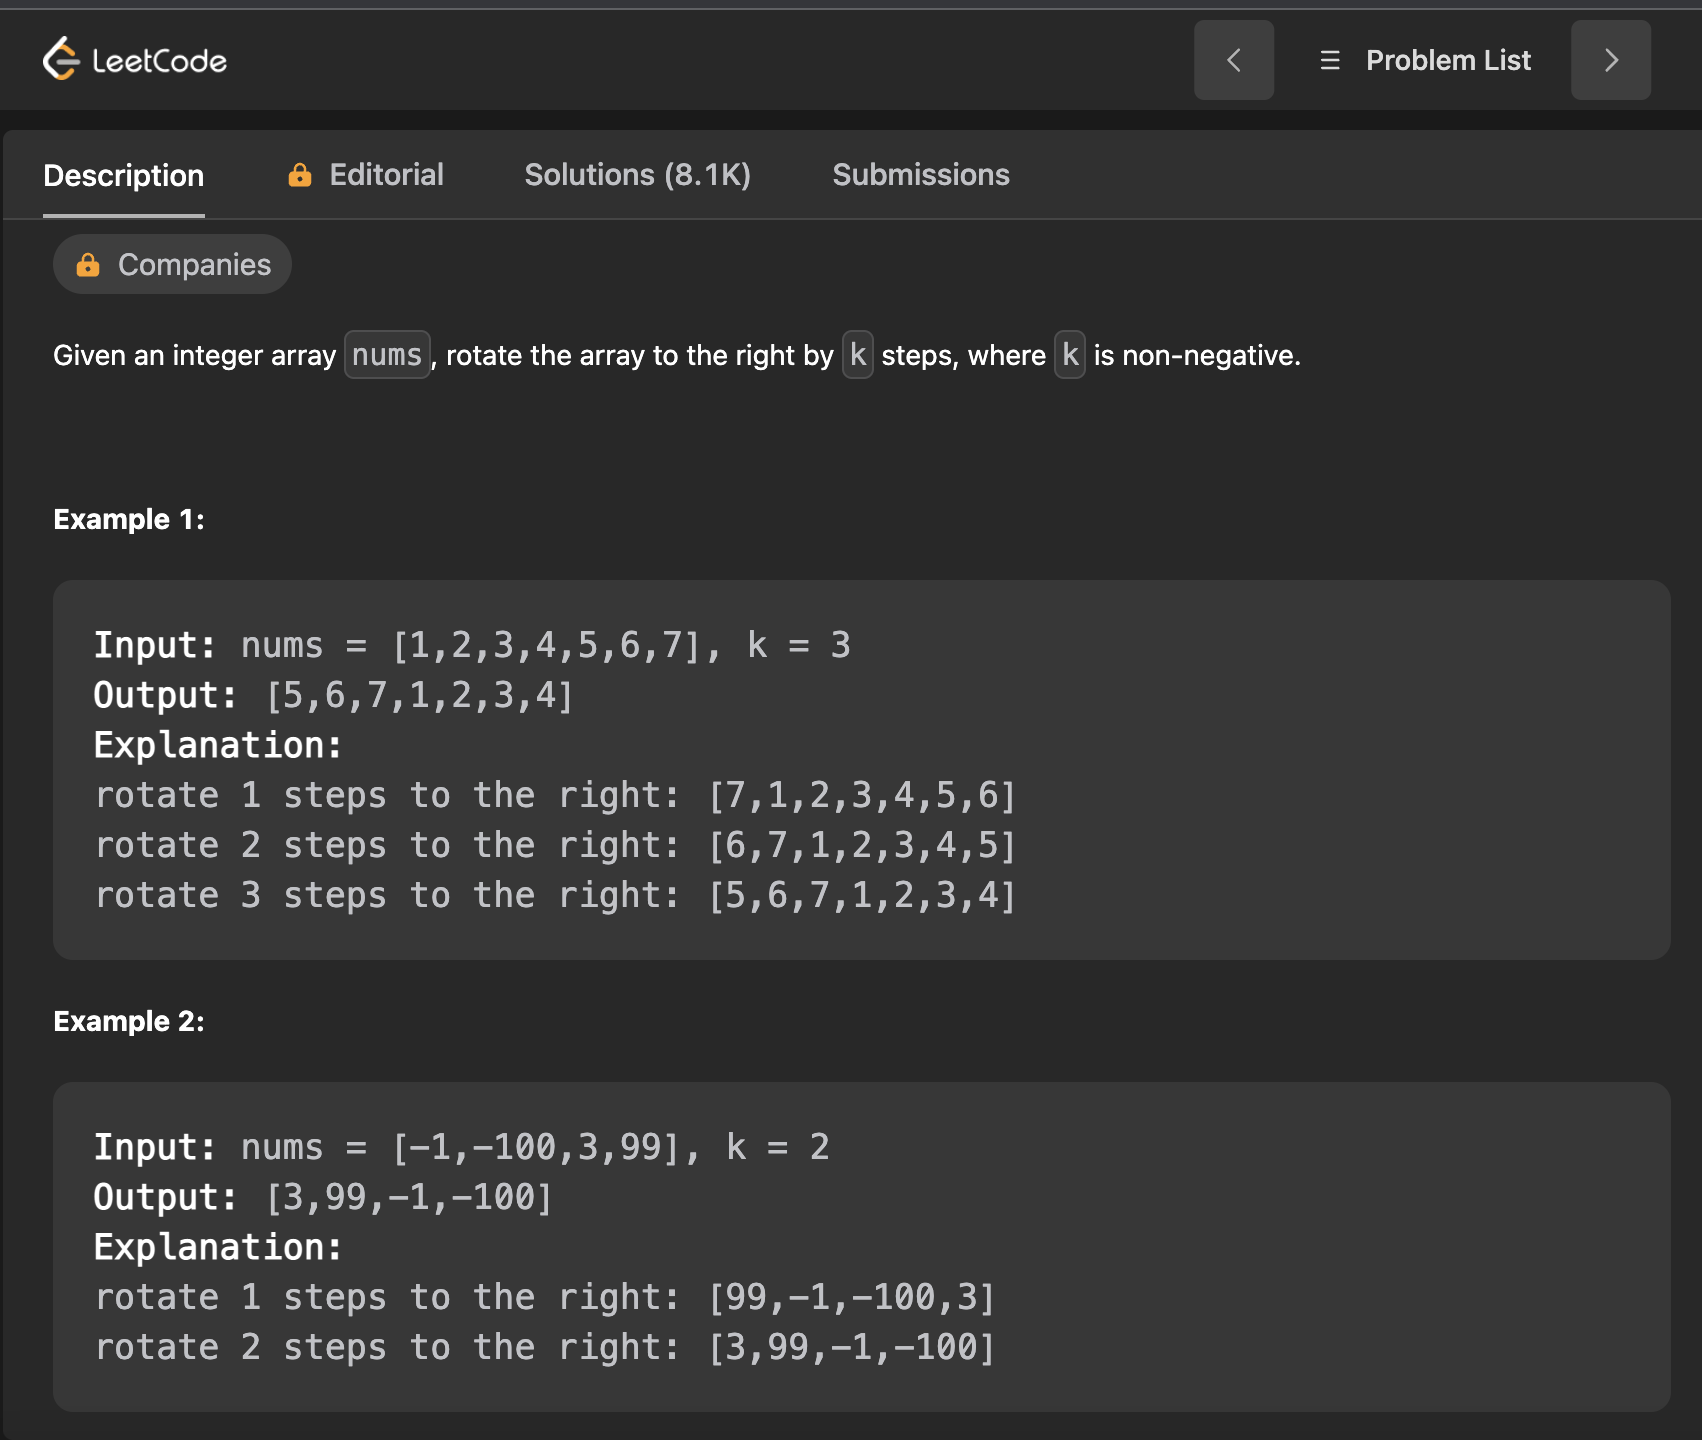 LeetCode
Problem List
Description Editorial Solutions (8.1K) Submissions
Companies
Given an integer array nums, rotate the array to the right by k steps, where k is non-negative.
Example 1:
Input: nums = [1,2,3,4,5,6,7], k = 3
Output: [5,6,7,1,2,3,4]
Explanation:
rotate 1 steps to the right: [7,1,2,3,4,5,6]
rotate 2 steps to the right: [6,7,1,2,3,4,5]
rotate 3 steps to the right: [5,6,7,1,2,3,4]
Example 2:
Input: nums = [-1,-100,3,99], k = 2
Output: [3,99,-1,-100]
Explanation:
rotate 1 steps to the right: [99,-1,-100,3]
rotate 2 steps to the right: [3,99,-1,-100]